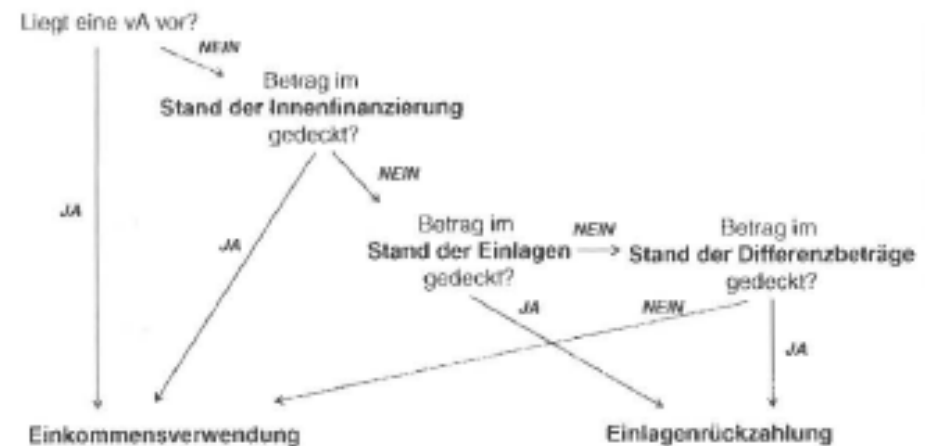 Liegt eine vA vor?
NEIN
Betrag im
Stand der Innenfinanzierung
gedeckt?
NEIN
JA
JA
Betrag im
Stand der Einlagen
gedeckt?
NEIN
Betrag im
Stand der Differenzbeträge
gedeckt?
JA
NEIN
JA
Einkommensverwendung
Einlagenrückzahlung